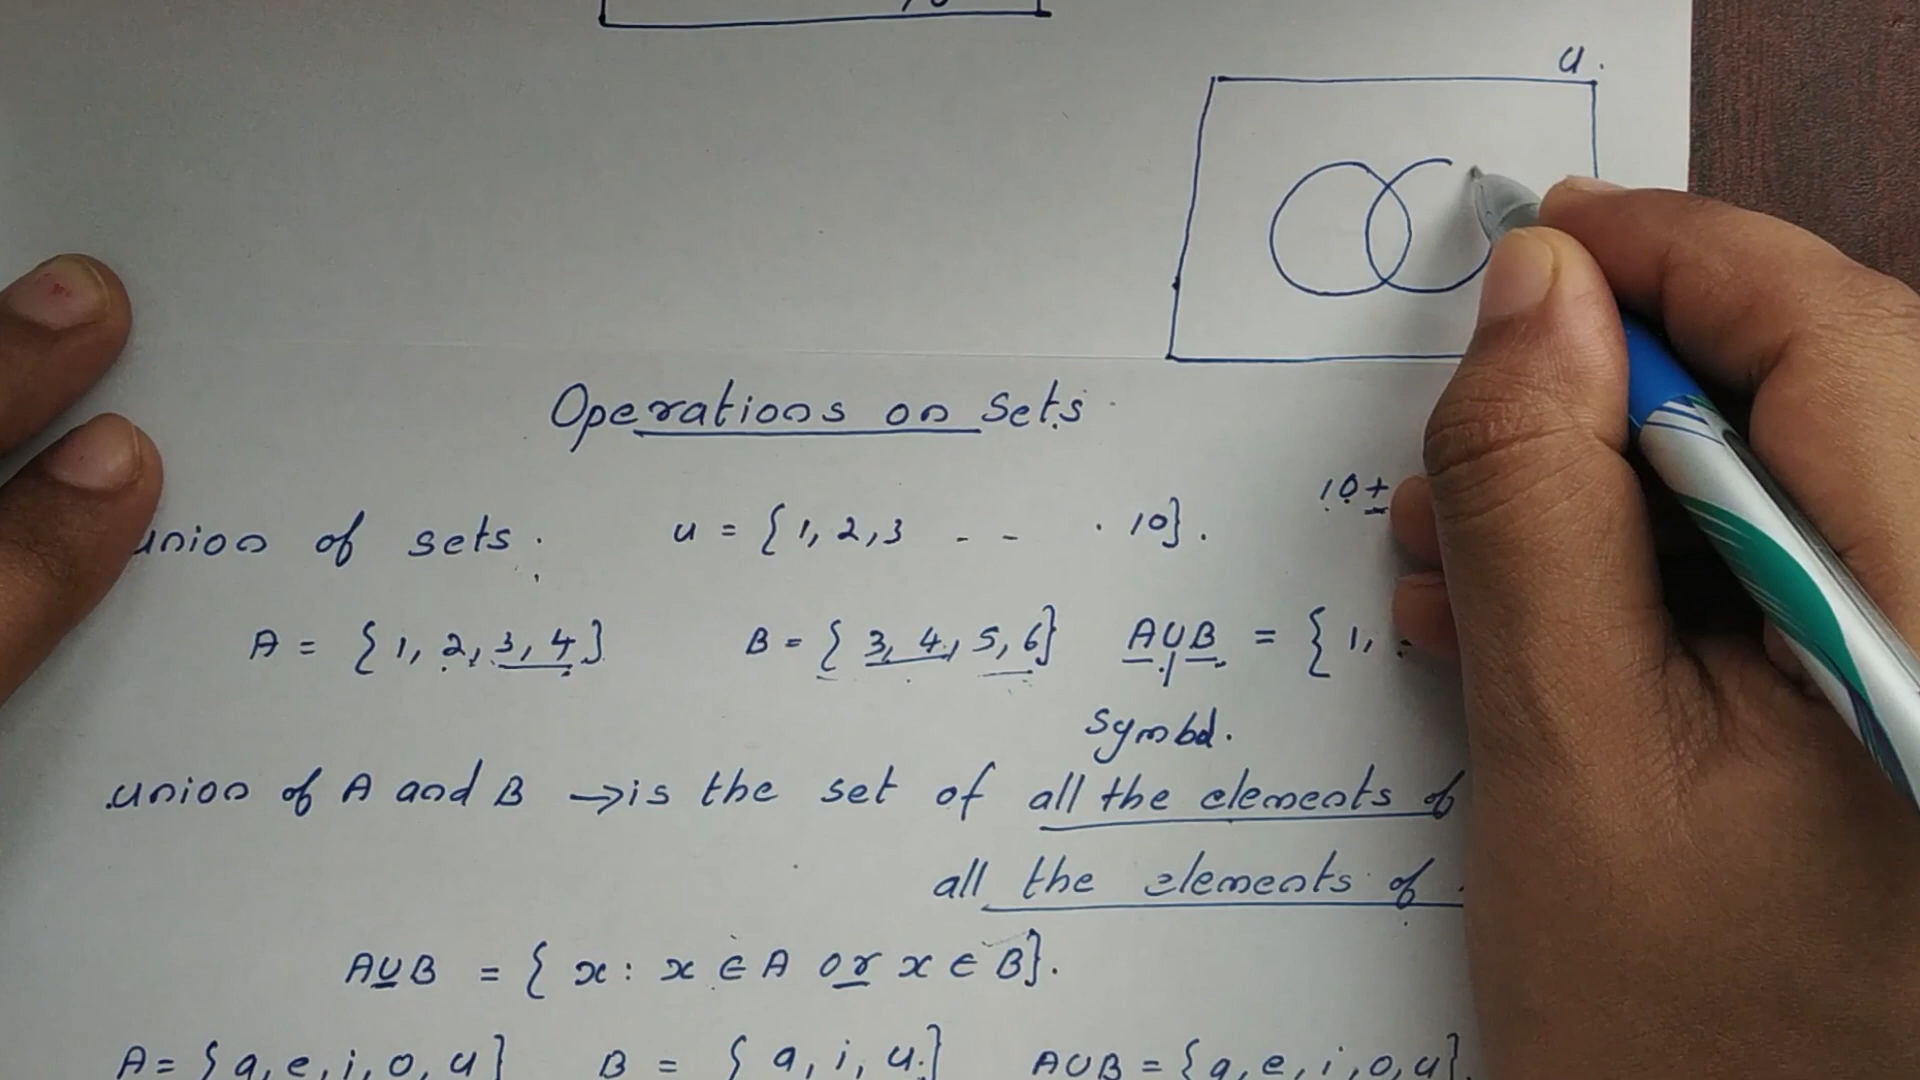 u.
Operations on Sets.
union of sets: u = {1, 2, 3 - - . 10}. 10+
A = {1, 2, 3, 4} B = {3, 4, 5, 6} A∪B = {1,
Symbol.
union of A and B → is the set of all the elements of
all the elements of
A∪B = { x : x ∈ A or x ∈ B}.
A = {a, e, i, o, u} B = {a, i, u.} A∪B = {a, e, i, o, u}.